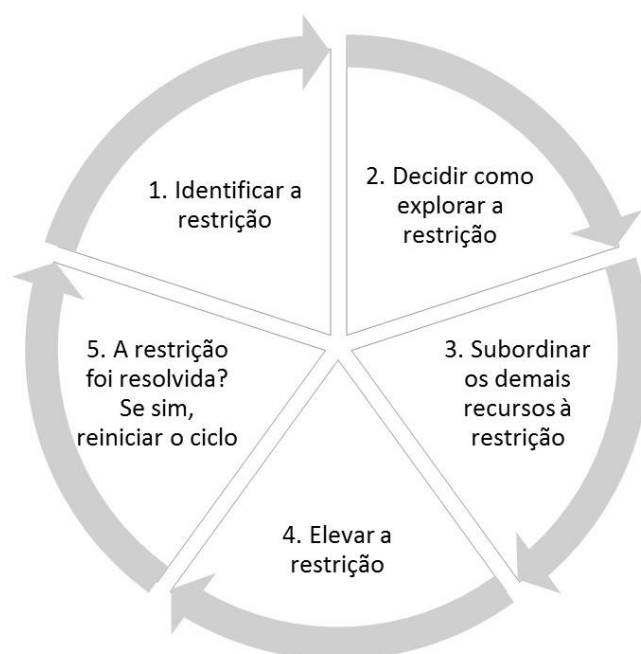 1. Identificar a
restrição
2. Decidir como
explorar a
restrição
3. Subordinar
os demais
recursos à
restrição
4. Elevar a
restrição
5. A restrição
foi resolvida?
Se sim,
reiniciar o ciclo